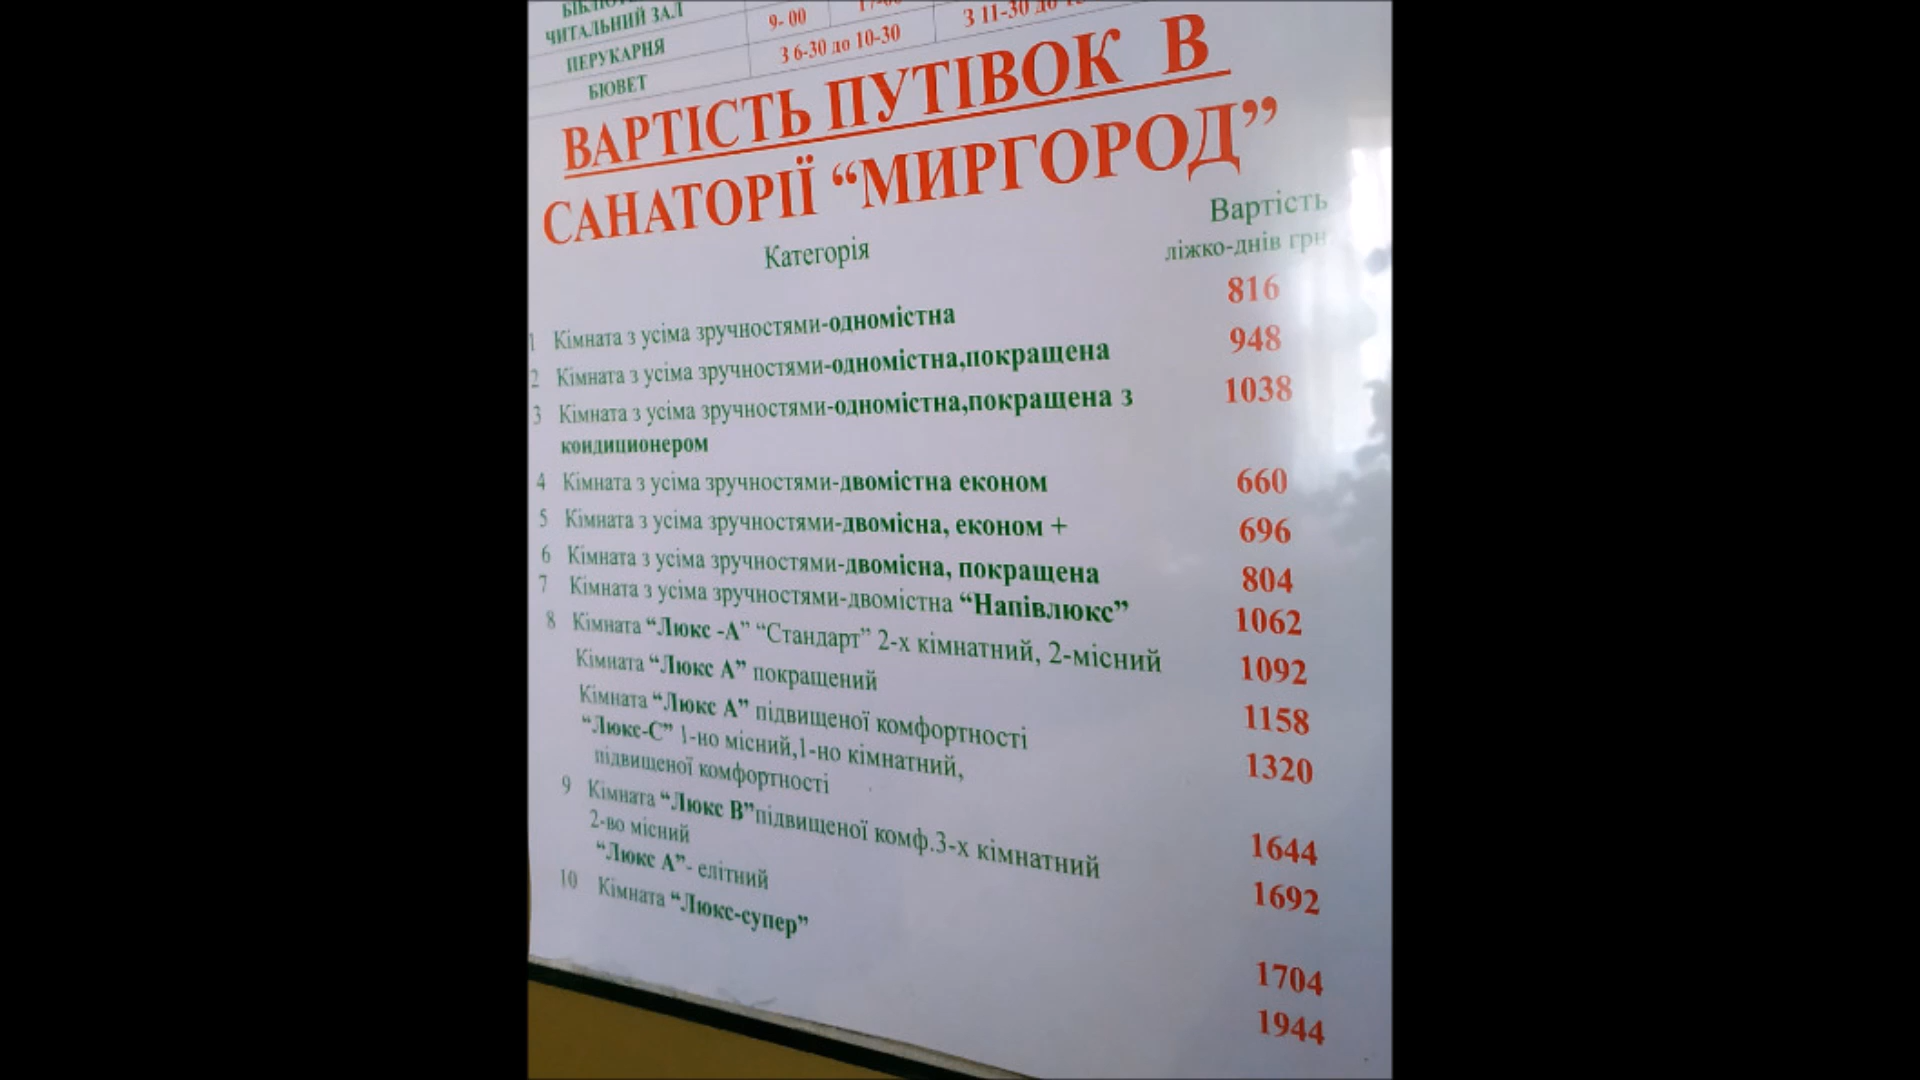 ЧИТАЛЬНИЙ ЗАЛ
9- 00
З 11-30 до
ПЕРУКАРНЯ
З 6-30 до 10-30
БЮВЕТ
ВАРТІСТЬ ПУТІВОК В
САНАТОРІЇ “МИРГОРОД”
Категорія
Вартість
ліжко-днів грн
1 Кімната з усіма зручностями-одномістна 816
2 Кімната з усіма зручностями-одномістна,покращена 948
3 Кімната з усіма зручностями-одномістна,покращена з 1038
кондиционером
4 Кімната з усіма зручностями-двомістна економ 660
5 Кімната з усіма зручностями-двомісна, економ + 696
6 Кімната з усіма зручностями-двомісна, покращена 804
7 Кімната з усіма зручностями-двомістна “Напівлюкс” 1062
8 Кімната “Люкс -А” “Стандарт” 2-х кімнатний, 2-місний 1092
Кімната “Люкс А” покращений 1158
Кімната “Люкс А” підвищеної комфортності 1320
“Люкс-С” 1-но місний,1-но кімнатний,
підвищеної комфортності 1644
9 Кімната “Люкс В”підвищеної комф.3-х кімнатний 1692
2-во місний
“Люкс А”- елітний 1704
10 Кімната “Люкс-супер” 1944